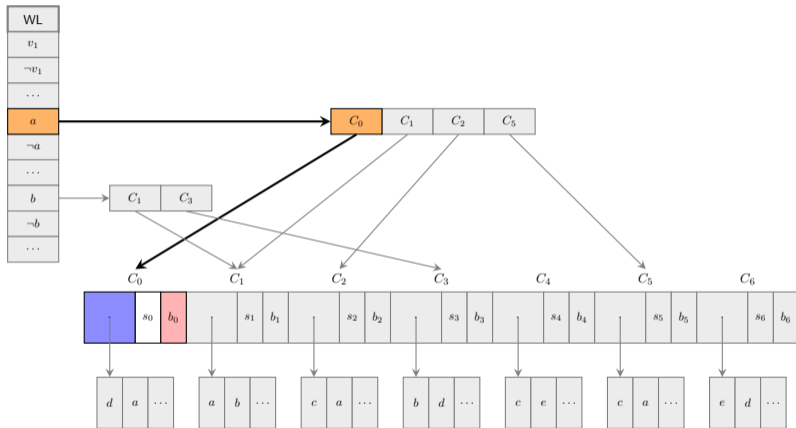 WL
v₁
¬v₁
···
a
C₀ C₁ C₂ C₅
¬a
···
b
C₁ C₃
¬b
···
C₀ C₁ C₂ C₃ C₄ C₅ C₆
s₀ b₀ s₁ b₁ s₂ b₂ s₃ b₃ s₄ b₄ s₅ b₅ s₆ b₆
d a ··· a b ··· c a ··· b d ··· c e ··· c a ··· e d ···